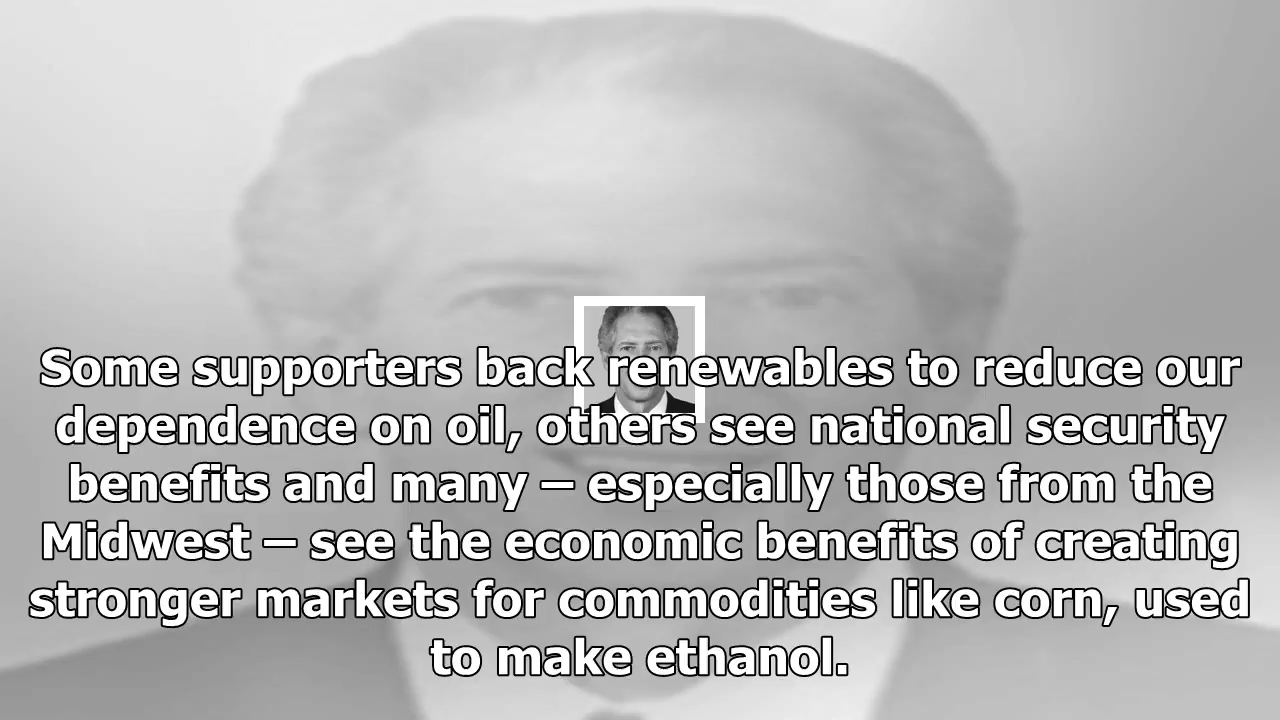 Some supporters back renewables to reduce our
dependence on oil, others see national security
benefits and many – especially those from the
Midwest – see the economic benefits of creating
stronger markets for commodities like corn, used
to make ethanol.